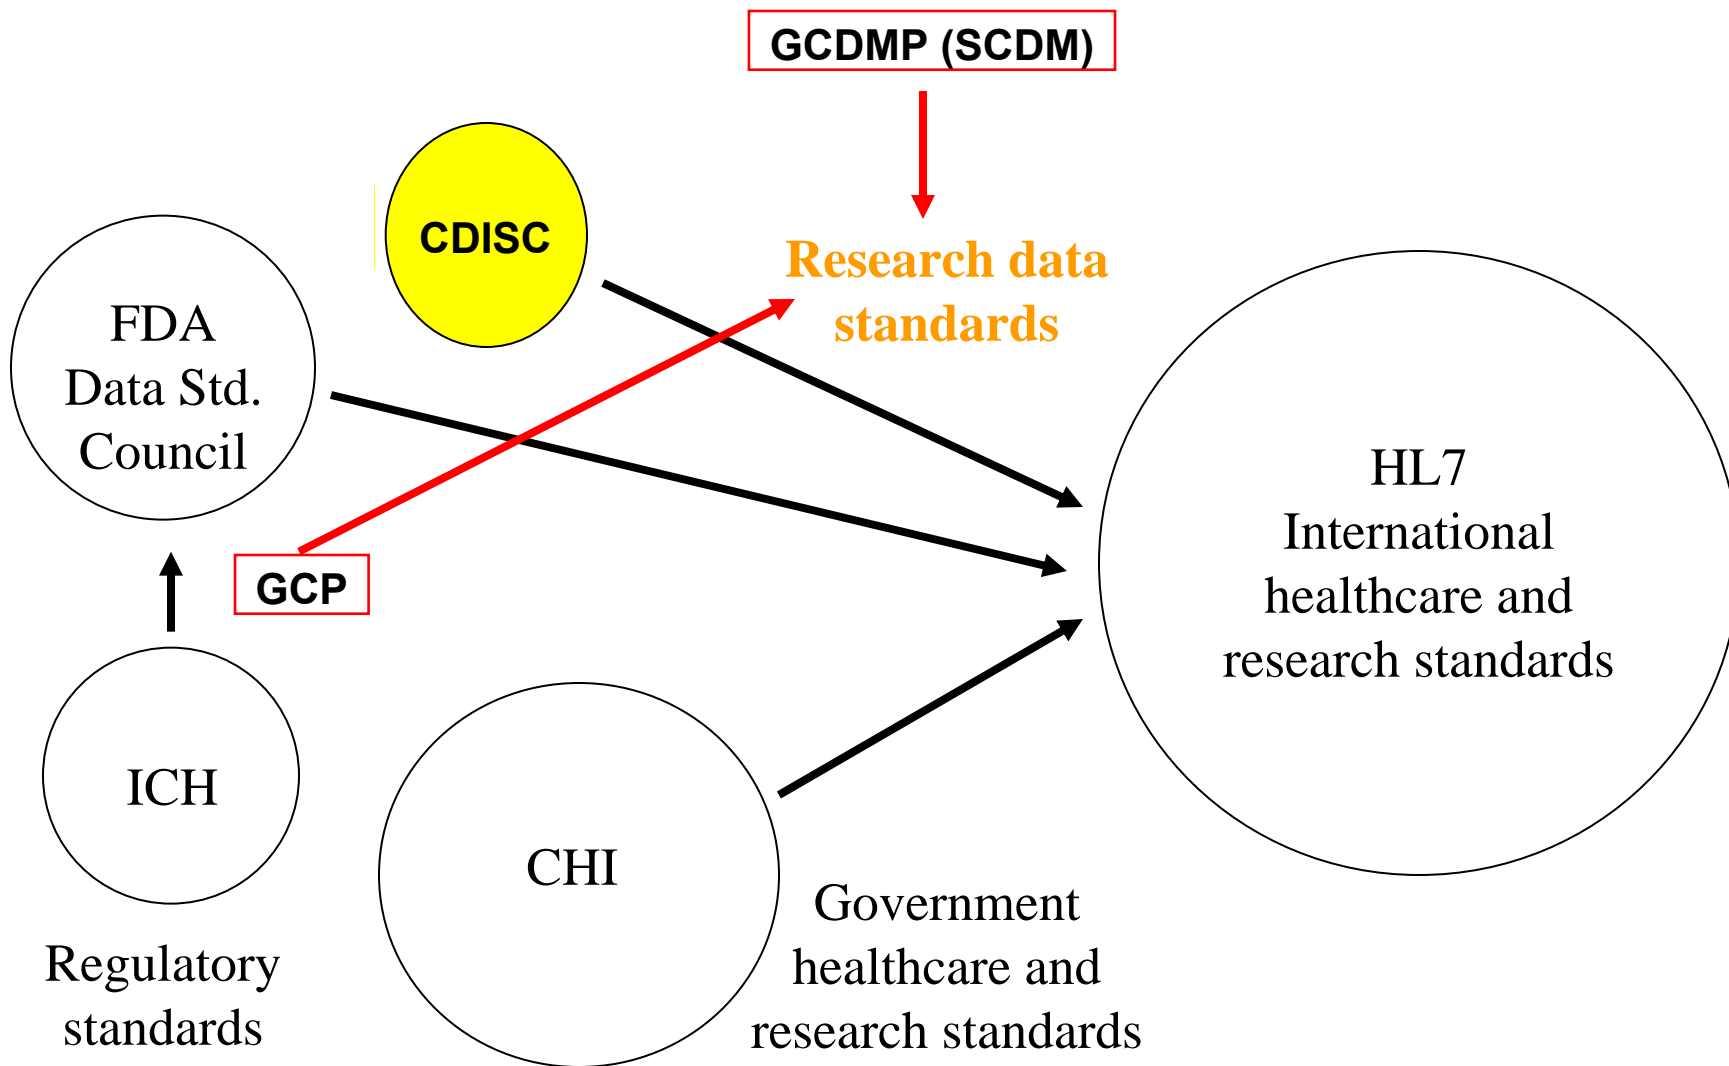 GCDMP (SCDM)
CDISC
Research data
standards
FDA
Data Std.
Council
GCP
HL7
International
healthcare and
research standards
ICH
CHI
Regulatory
standards
Government
healthcare and
research standards